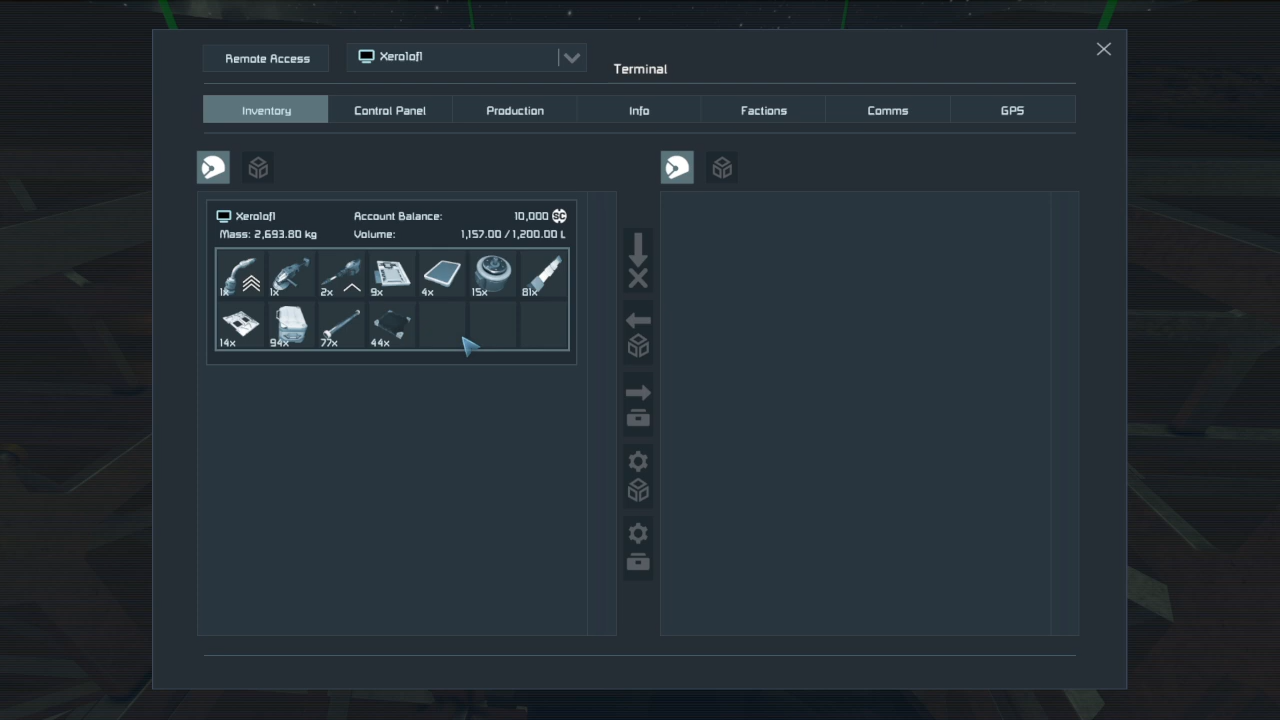 Remote Access
Xerolofl
Terminal
Inventory
Control Panel
Production
Info
Factions
Comms
GPS
Xerolofl Account Balance: 10,000 SC
Mass: 2,693.80 kg Volume: 1,157.00 / 1,200.00 L
1x 1x 2x 9x 4x 15x 81x
14x 94x 77x 44x